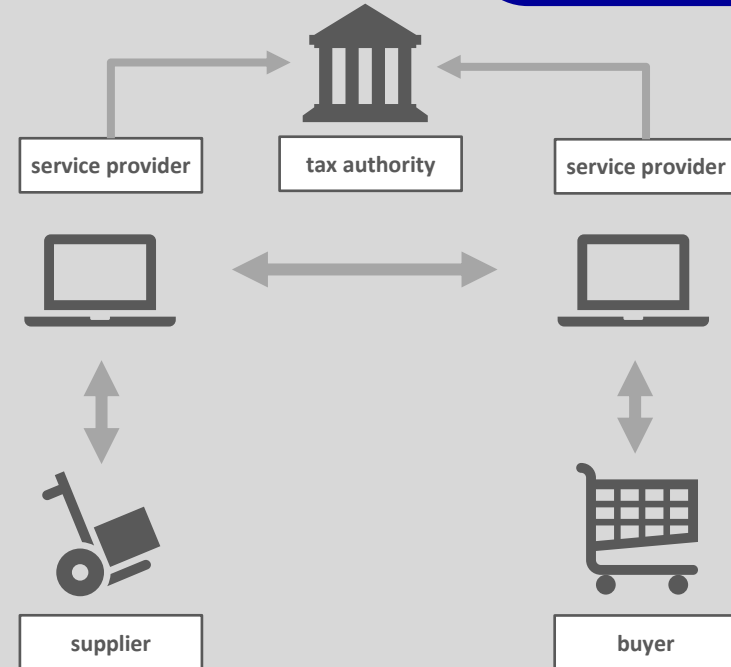 service provider
tax authority
service provider
supplier
buyer